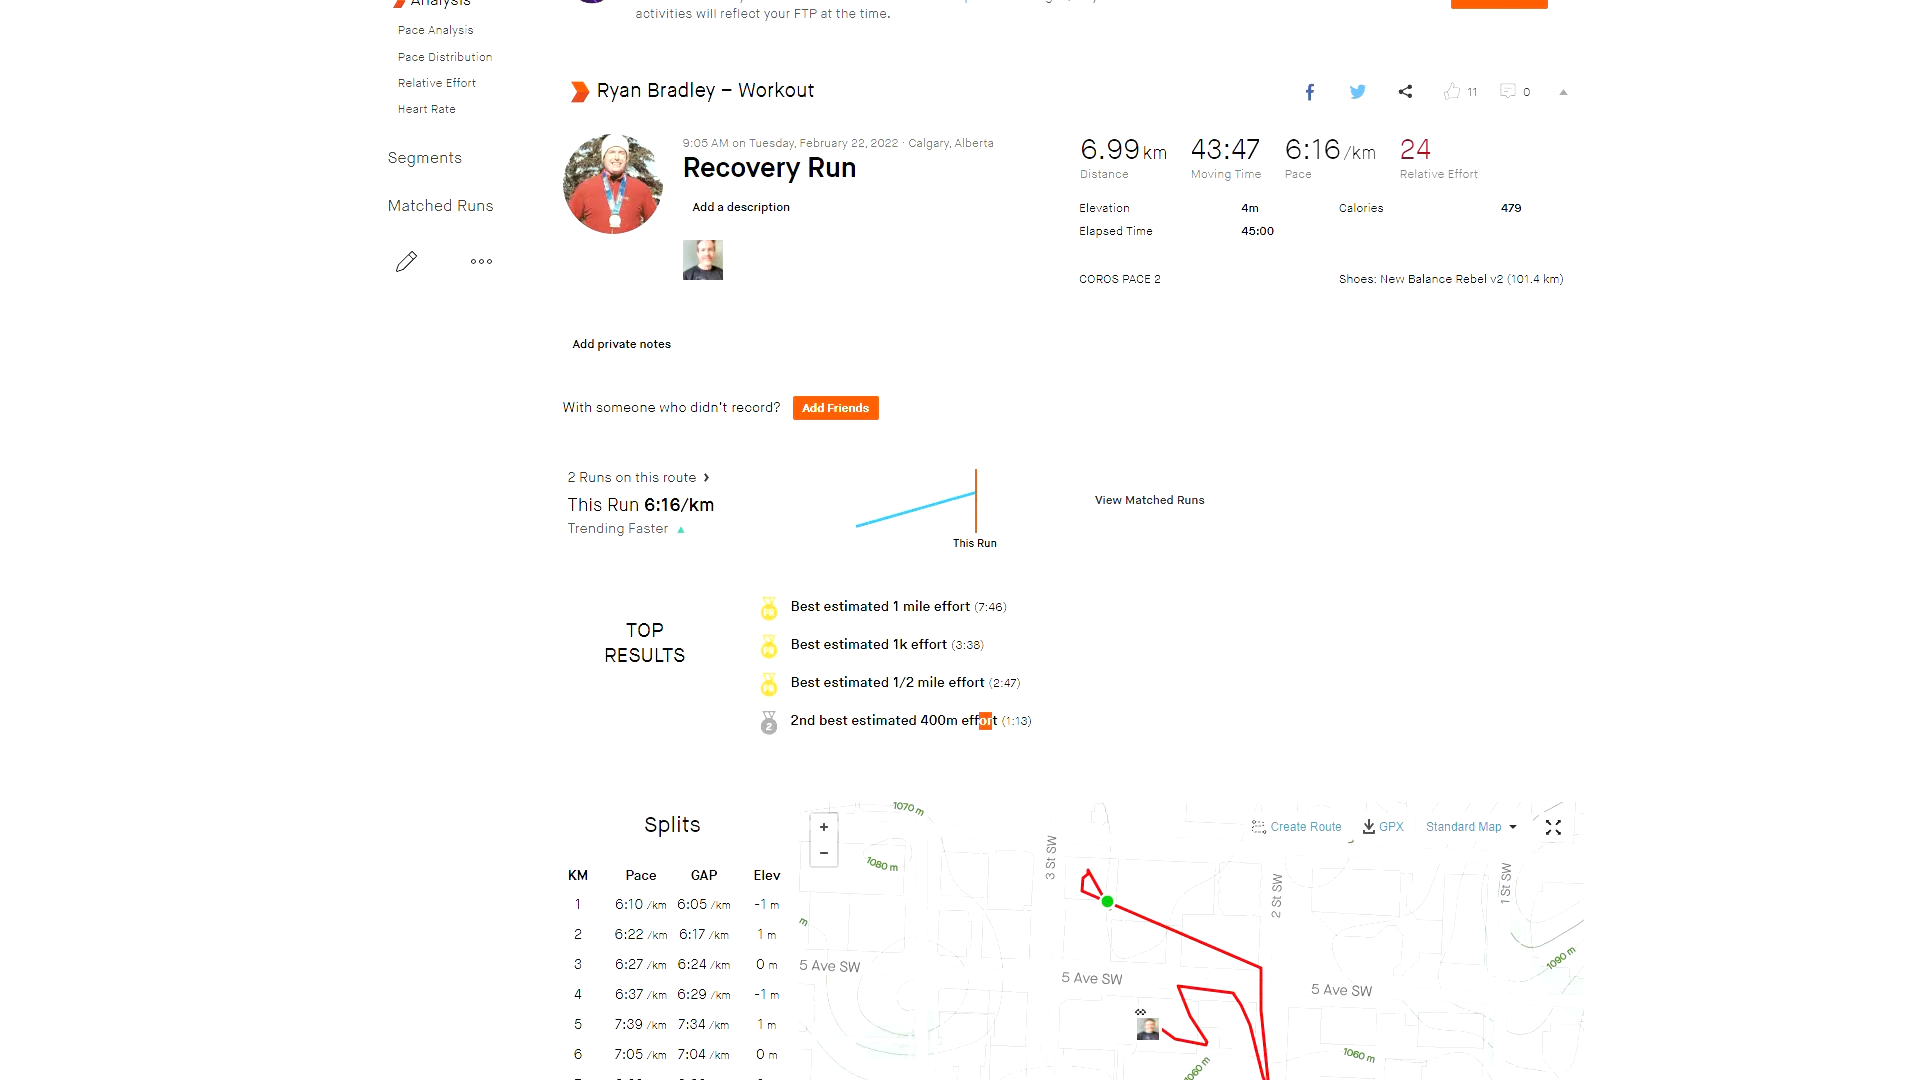 Analysis
activities will reflect your FTP at the time.
Pace Analysis
Pace Distribution
Relative Effort
Heart Rate
Segments
Matched Runs
Ryan Bradley – Workout
11
0
9:05 AM on Tuesday, February 22, 2022 · Calgary, Alberta
Recovery Run
Add a description
6.99 km
Distance
43:47
Moving Time
6:16 /km
Pace
24
Relative Effort
Elevation 4m
Calories 479
Elapsed Time 45:00
COROS PACE 2
Shoes: New Balance Rebel v2 (101.4 km)
Add private notes
With someone who didn't record? Add Friends
2 Runs on this route
This Run 6:16/km
Trending Faster
This Run
View Matched Runs
TOP
RESULTS
PR Best estimated 1 mile effort (7:46)
PR Best estimated 1k effort (3:38)
PR Best estimated 1/2 mile effort (2:47)
2 2nd best estimated 400m effort (1:13)
Splits
KM Pace GAP Elev
1 6:10 /km 6:05 /km -1 m
2 6:22 /km 6:17 /km 1 m
3 6:27 /km 6:24 /km 0 m
4 6:37 /km 6:29 /km -1 m
5 7:39 /km 7:34 /km 1 m
6 7:05 /km 7:04 /km 0 m
+
−
Create Route
GPX
Standard Map
1070 m
1080 m
3 St SW
2 St SW
1 St SW
m
5 Ave SW
5 Ave SW
5 Ave SW
1090 m
1060 m
1060 m